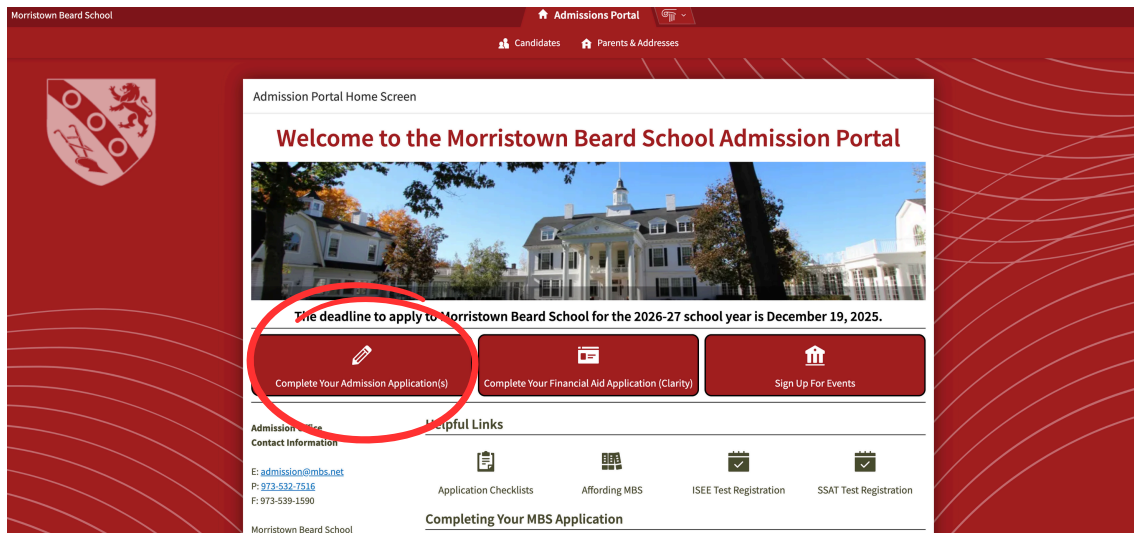 Morristown Beard School
Admissions Portal
Candidates
Parents & Addresses
Admission Portal Home Screen
Welcome to the Morristown Beard School Admission Portal
The deadline to apply to Morristown Beard School for the 2026-27 school year is December 19, 2025.
Complete Your Admission Application(s)
Complete Your Financial Aid Application (Clarity)
Sign Up For Events
Admission Office
Contact Information
E: admission@mbs.net
P: 973-532-7516
F: 973-539-1590
Morristown Beard School
Helpful Links
Application Checklists
Affording MBS
ISEE Test Registration
SSAT Test Registration
Completing Your MBS Application